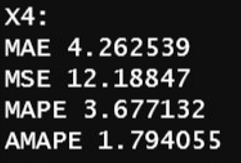 X4:
MAE 4.262539
MSE 12.18847
MAPE 3.677132
AMAPE 1.794055